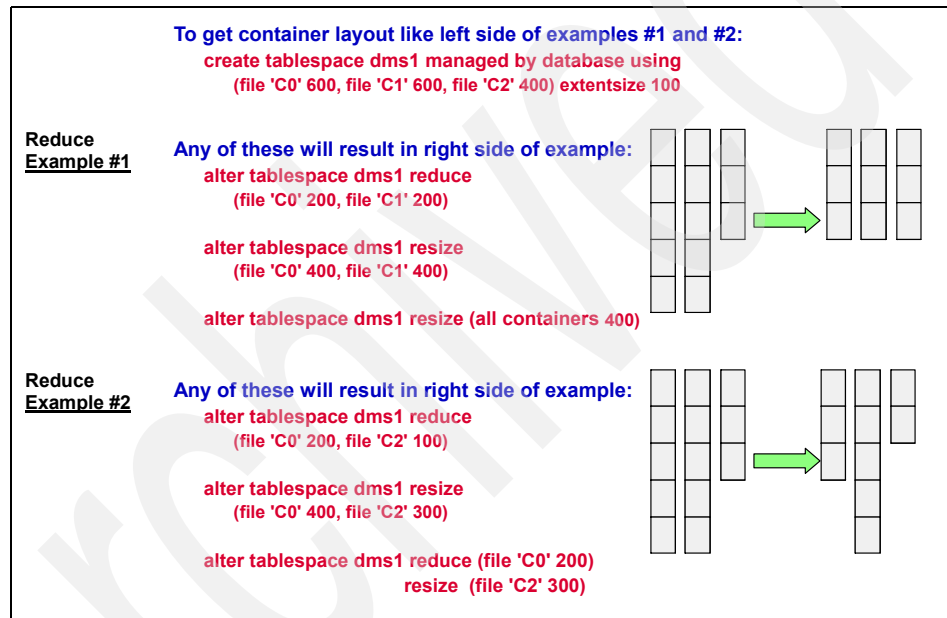 To get container layout like left side of examples #1 and #2:
create tablespace dms1 managed by database using
(file 'C0' 600, file 'C1' 600, file 'C2' 400) extentsize 100
Reduce
Example #1
Any of these will result in right side of example:
alter tablespace dms1 reduce
(file 'C0' 200, file 'C1' 200)
alter tablespace dms1 resize
(file 'C0' 400, file 'C1' 400)
alter tablespace dms1 resize (all containers 400)
Reduce
Example #2
Any of these will result in right side of example:
alter tablespace dms1 reduce
(file 'C0' 200, file 'C2' 100)
alter tablespace dms1 resize
(file 'C0' 400, file 'C2' 300)
alter tablespace dms1 reduce (file 'C0' 200)
resize (file 'C2' 300)
rchived